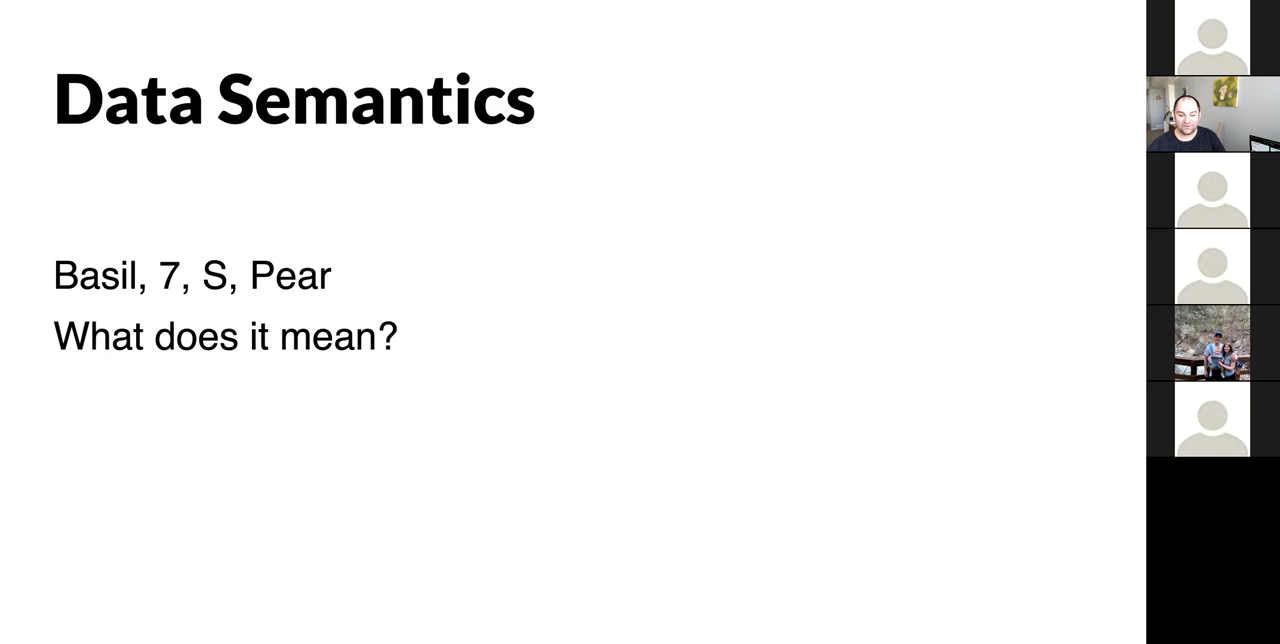 Data Semantics
Basil, 7, S, Pear
What does it mean?